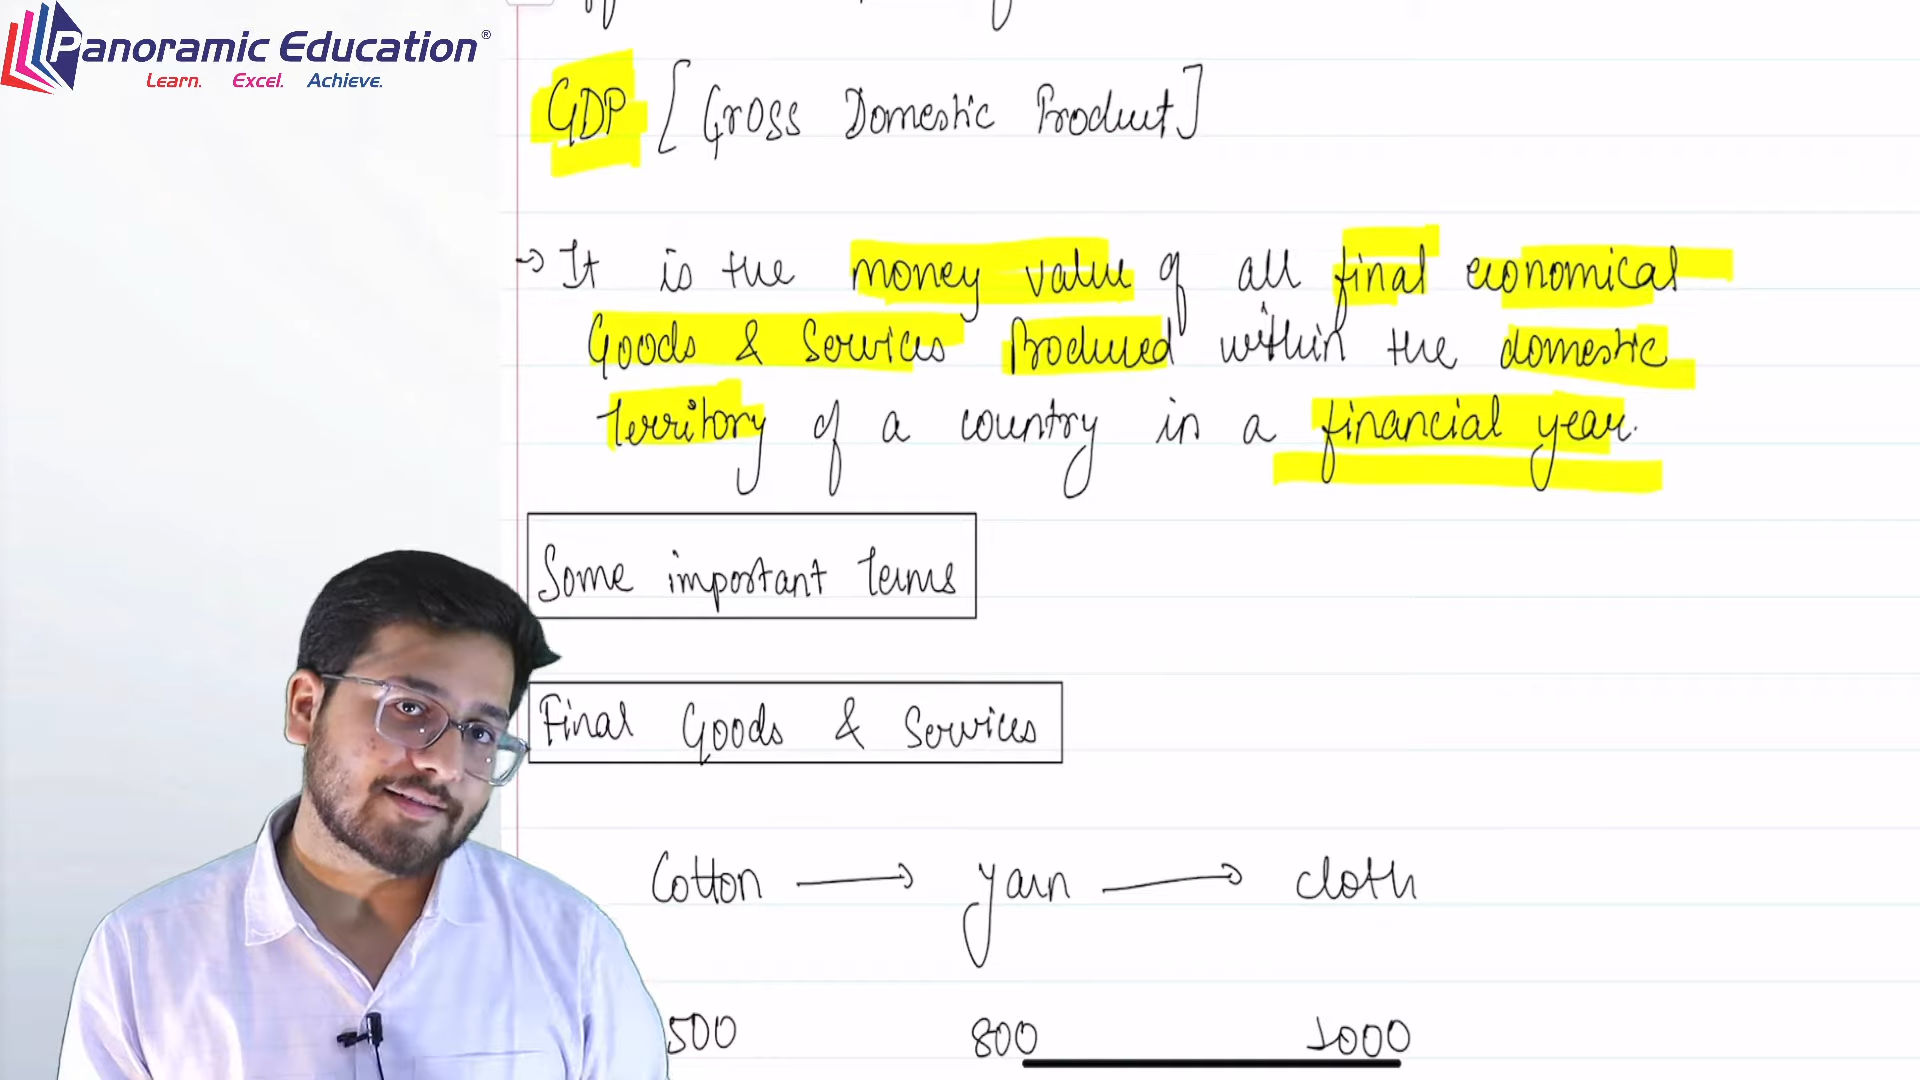 Panoramic Education®
Learn. Excel. Achieve.
GDP [Gross Domestic Product]
→ It is the money value of all final economical
Goods & Services Produced within the domestic
territory of a country in a financial year.
Some important terms
Final Goods & Services
Cotton → yarn → cloth
500 800 1000